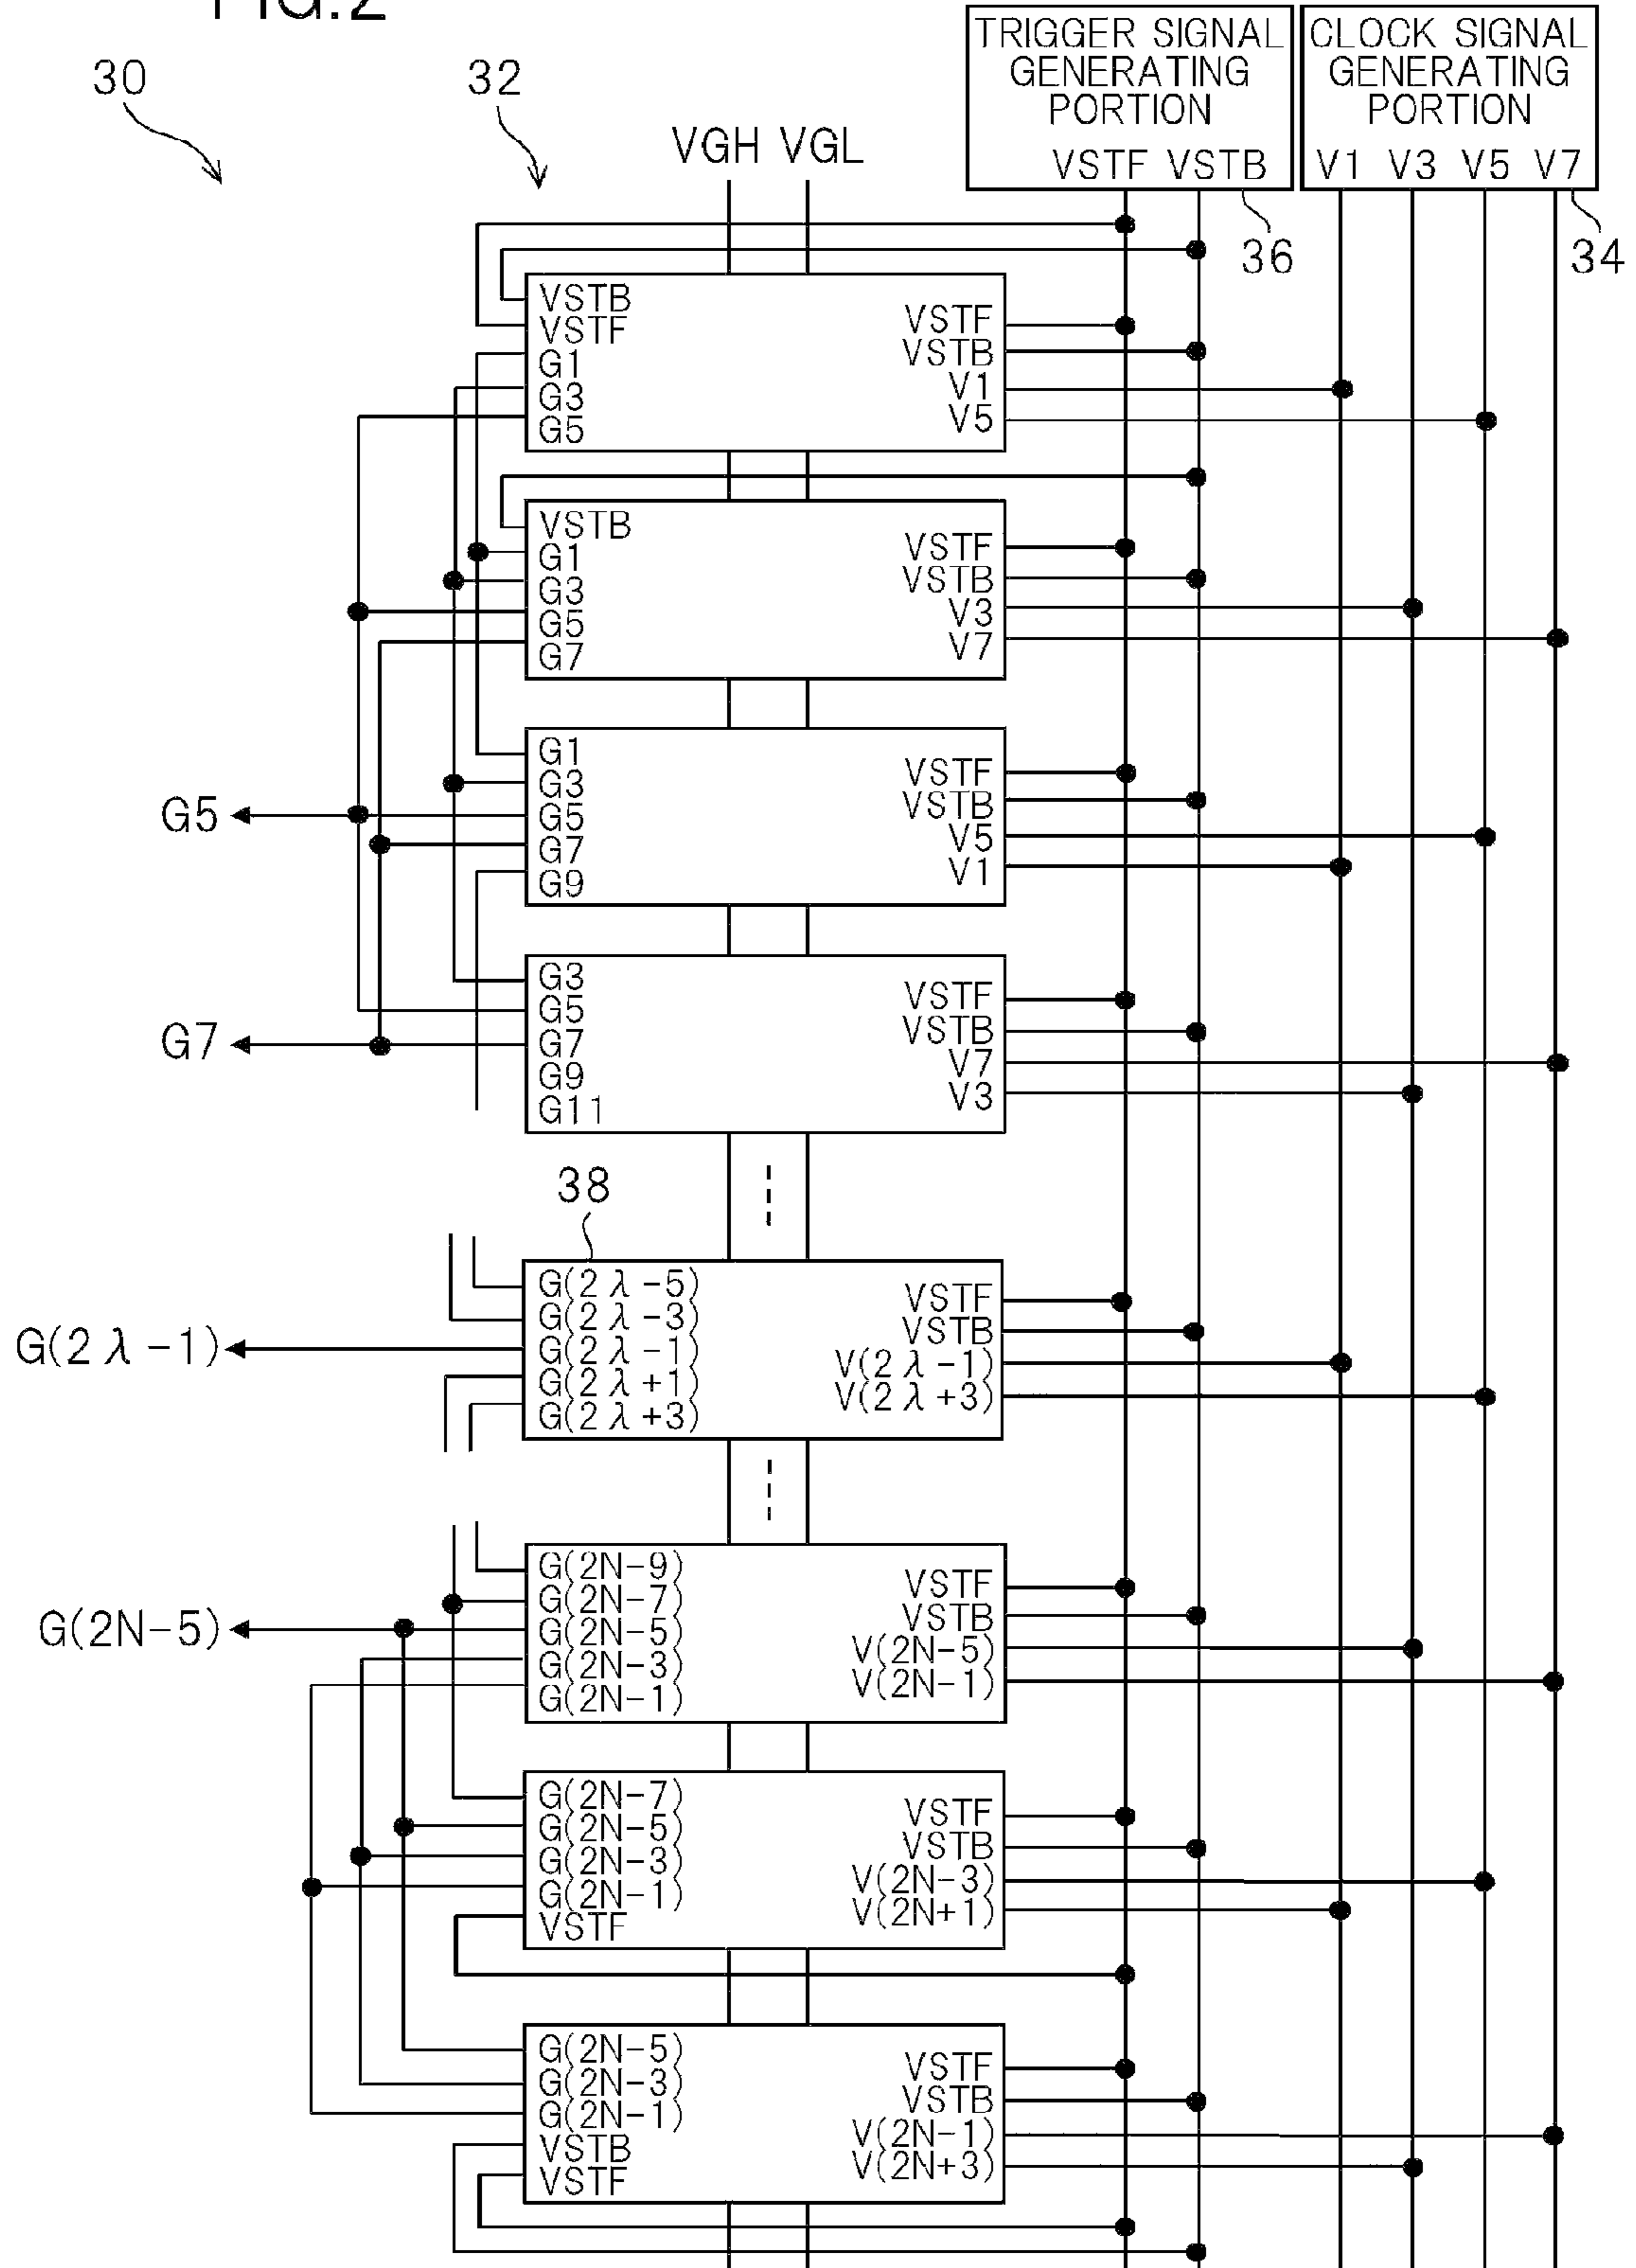 FIG.2
30
32
VGH VGL
TRIGGER SIGNAL
GENERATING
PORTION
VSTF VSTB
CLOCK SIGNAL
GENERATING
PORTION
V1 V3 V5 V7
36
34
VSTB
VSTF
G1
G3
G5
VSTF
VSTB
V1
V5
VSTB
G1
G3
G5
G7
VSTF
VSTB
V3
V7
G5
G1
G3
G5
G7
G9
VSTF
VSTB
V5
V1
G7
G3
G5
G7
G9
G11
VSTF
VSTB
V7
V3
38
G(2λ-1)
G(2λ-5)
G(2λ-3)
G(2λ-1)
G(2λ+1)
G(2λ+3)
VSTF
VSTB
V(2λ-1)
V(2λ+3)
G(2N-5)
G(2N-9)
G(2N-7)
G(2N-5)
G(2N-3)
G(2N-1)
VSTF
VSTB
V(2N-5)
V(2N-1)
G(2N-7)
G(2N-5)
G(2N-3)
G(2N-1)
VSTF
VSTF
VSTB
V(2N-3)
V(2N+1)
G(2N-5)
G(2N-3)
G(2N-1)
VSTB
VSTF
VSTF
VSTB
V(2N-1)
V(2N+3)